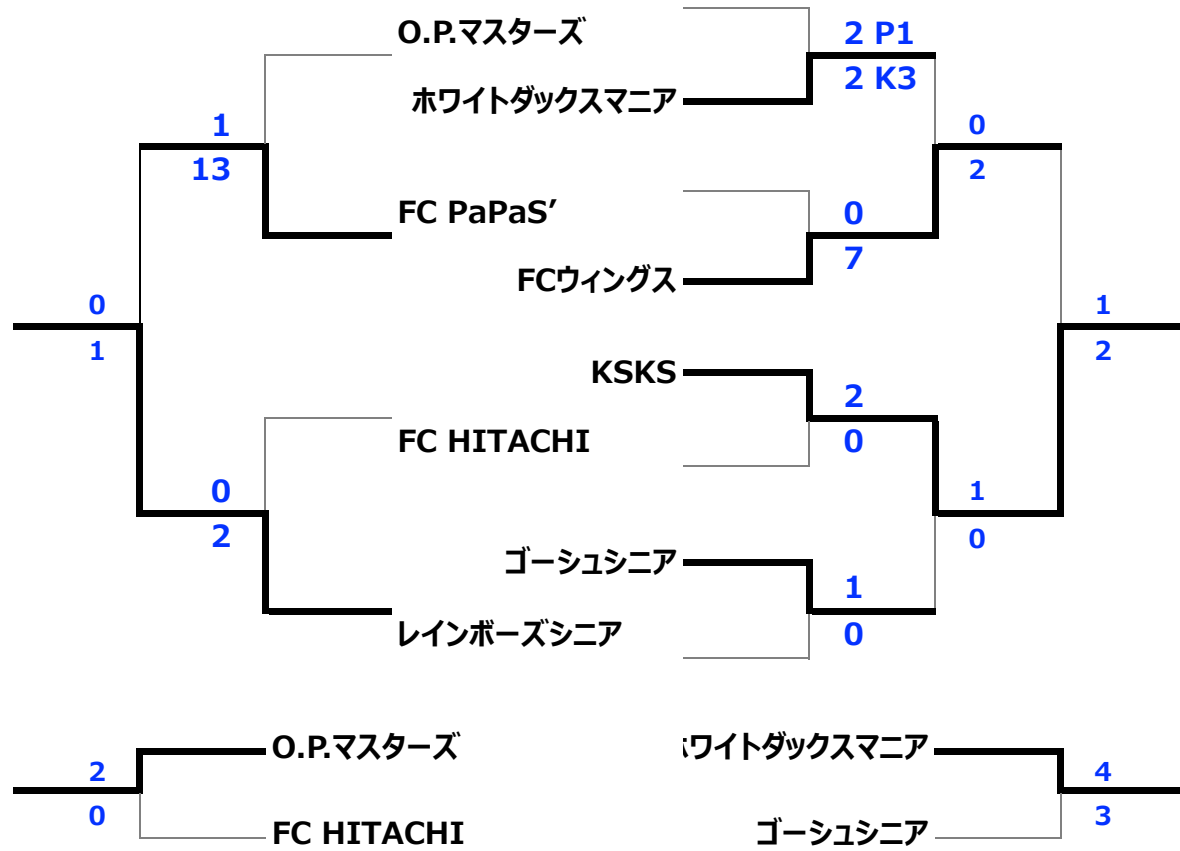 O.P.マスターズ
2 P1
2 K3
ホワイトダックスマニア
1
13
0
2
FC PaPaS’
0
7
FCウィングス
0
1
1
2
KSKS
2
0
FC HITACHI
0
2
1
0
ゴーシュシニア
1
0
レインボーズシニア
O.P.マスターズ
ホワイトダックスマニア
2
0
4
3
FC HITACHI
ゴーシュシニア